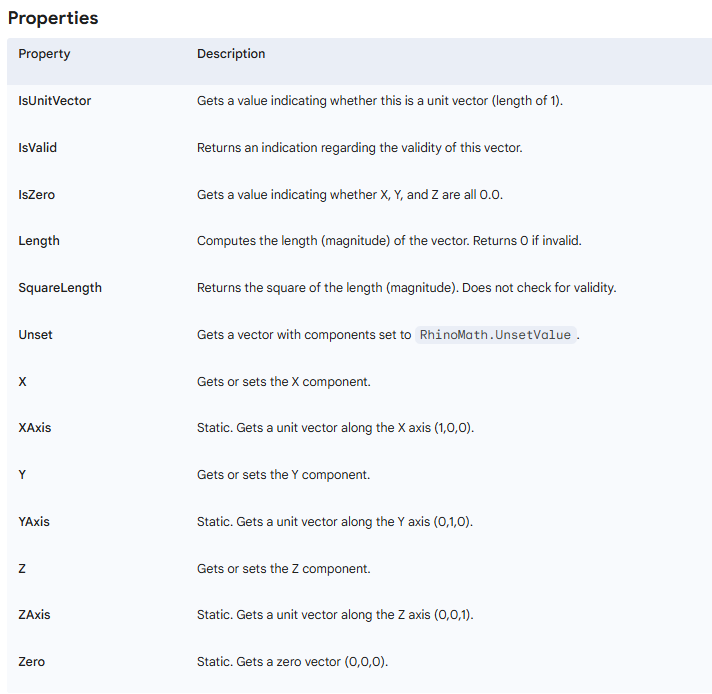 Properties
Property Description
IsUnitVector Gets a value indicating whether this is a unit vector (length of 1).
IsValid Returns an indication regarding the validity of this vector.
IsZero Gets a value indicating whether X, Y, and Z are all 0.0.
Length Computes the length (magnitude) of the vector. Returns 0 if invalid.
SquareLength Returns the square of the length (magnitude). Does not check for validity.
Unset Gets a vector with components set to RhinoMath.UnsetValue.
X Gets or sets the X component.
XAxis Static. Gets a unit vector along the X axis (1,0,0).
Y Gets or sets the Y component.
YAxis Static. Gets a unit vector along the Y axis (0,1,0).
Z Gets or sets the Z component.
ZAxis Static. Gets a unit vector along the Z axis (0,0,1).
Zero Static. Gets a zero vector (0,0,0).